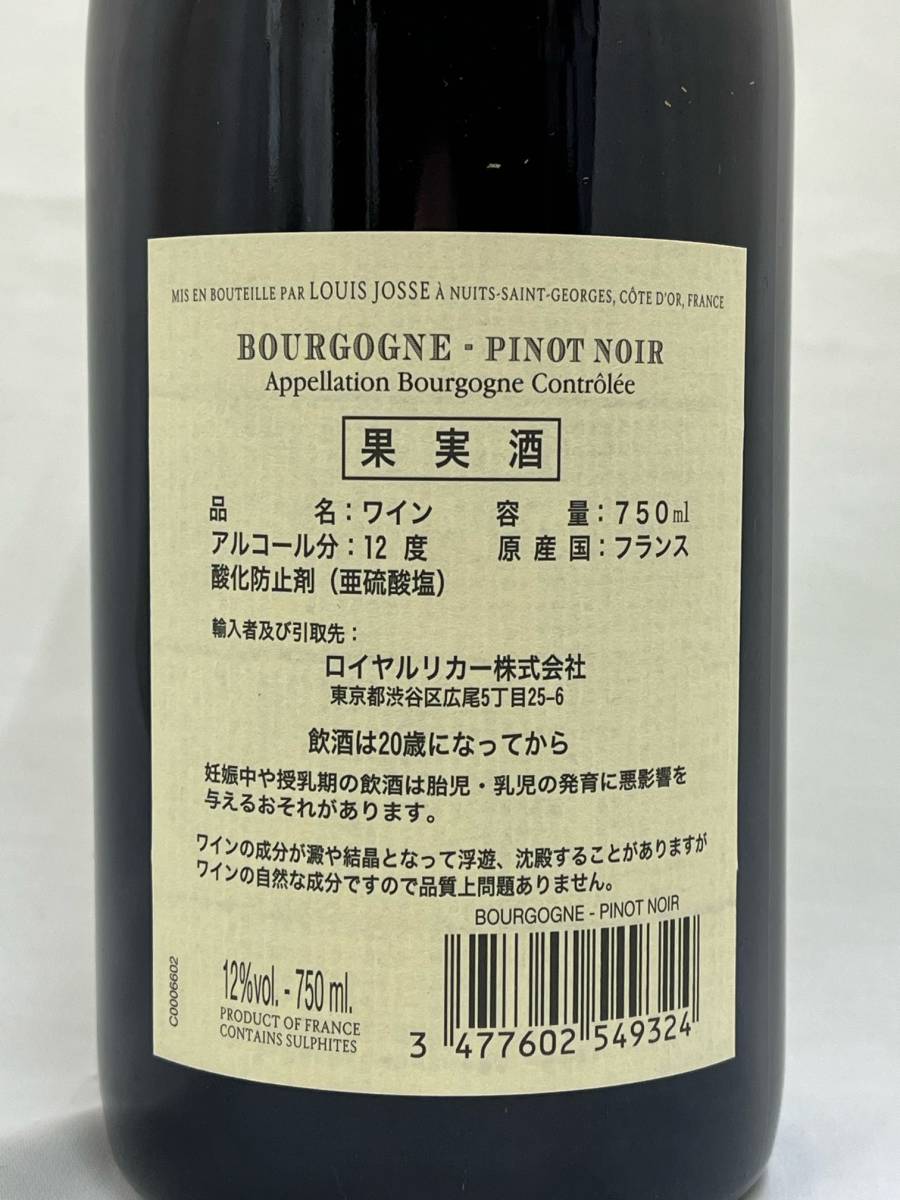 MIS EN BOUTEILLE PAR LOUIS JOSSE À NUITS-SAINT-GEORGES, CÔTE D'OR, FRANCE
BOURGOGNE - PINOT NOIR
Appellation Bourgogne Contrôlée
果実酒
品名：ワイン 容量：750ml
アルコール分：12度 原産国：フランス
酸化防止剤（亜硫酸塩）
輸入者及び引取先：
ロイヤルリカー株式会社
東京都渋谷区広尾5丁目25-6
飲酒は20歳になってから
妊娠中や授乳期の飲酒は胎児・乳児の発育に悪影響を
与えるおそれがあります。
ワインの成分が澱や結晶となって浮遊、沈殿することがありますが
ワインの自然な成分ですので品質上問題ありません。
BOURGOGNE - PINOT NOIR
C0006602
12%vol. - 750 ml.
PRODUCT OF FRANCE
CONTAINS SULPHITES
3 477602 549324